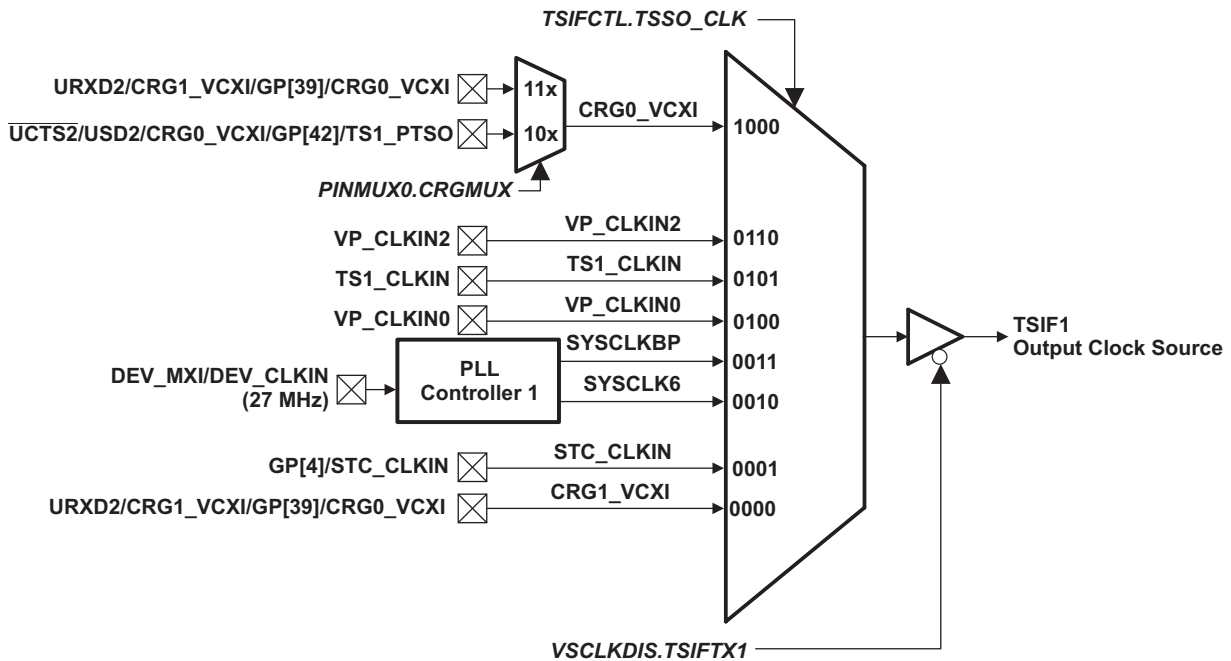 TSIFCTL.TSSO_CLK
URXD2/CRG1_VCXI/GP[39]/CRG0_VCXI
11x
CRG0_VCXI
1000
UCTS2/USD2/CRG0_VCXI/GP[42]/TS1_PTSO
10x
PINMUX0.CRGMUX
VP_CLKIN2
VP_CLKIN2
0110
TS1_CLKIN
TS1_CLKIN
0101
VP_CLKIN0
VP_CLKIN0
0100
DEV_MXI/DEV_CLKIN
(27 MHz)
PLL
Controller 1
SYSCLKBP
0011
SYSCLK6
0010
TSIF1
Output Clock Source
GP[4]/STC_CLKIN
STC_CLKIN
0001
URXD2/CRG1_VCXI/GP[39]/CRG0_VCXI
CRG1_VCXI
0000
VSCLKDIS.TSIFTX1